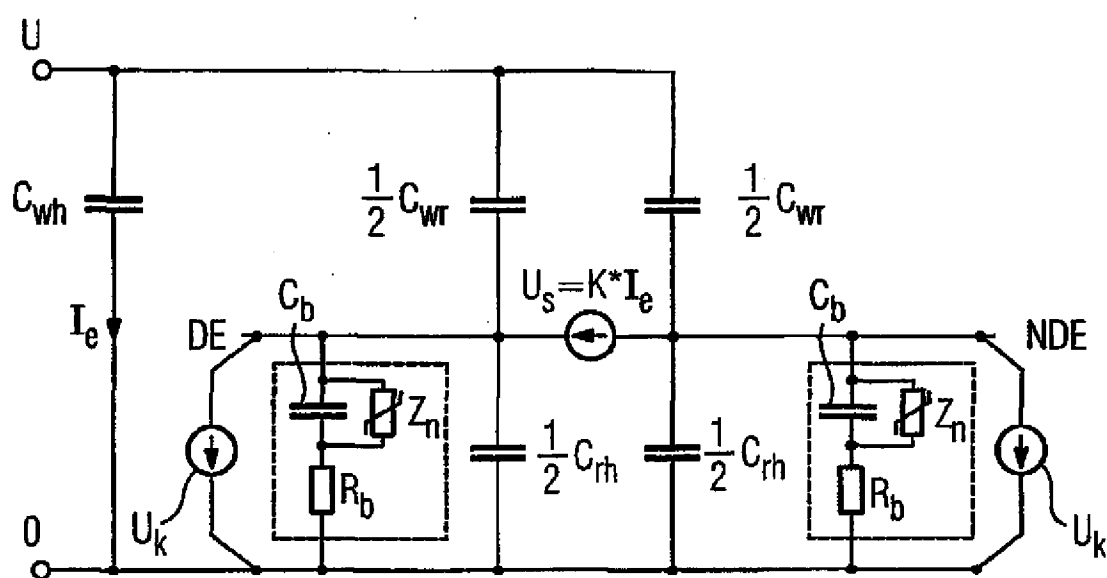 U
C_wh
1/2 C_wr
1/2 C_wr
U_s=K*I_e
C_b
C_b
I_e
DE
NDE
Z_n
Z_n
1/2 C_rh
1/2 C_rh
R_b
R_b
U_k
U_k
0